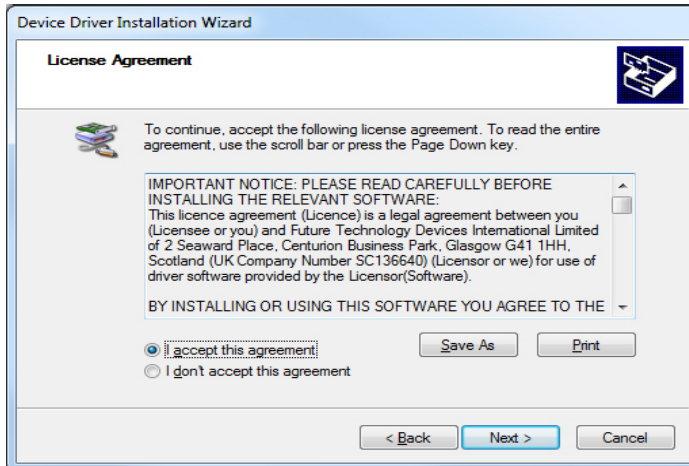 Device Driver Installation Wizard
License Agreement
To continue, accept the following license agreement. To read the entire
agreement, use the scroll bar or press the Page Down key.
IMPORTANT NOTICE: PLEASE READ CAREFULLY BEFORE
INSTALLING THE RELEVANT SOFTWARE:
This licence agreement (Licence) is a legal agreement between you
(Licensee or you) and Future Technology Devices International Limited
of 2 Seaward Place, Centurion Business Park, Glasgow G41 1HH,
Scotland (UK Company Number SC136640) (Licensor or we) for use of
driver software provided by the Licensor(Software).
BY INSTALLING OR USING THIS SOFTWARE YOU AGREE TO THE
I accept this agreement
Save As
Print
I don't accept this agreement
< Back
Next >
Cancel